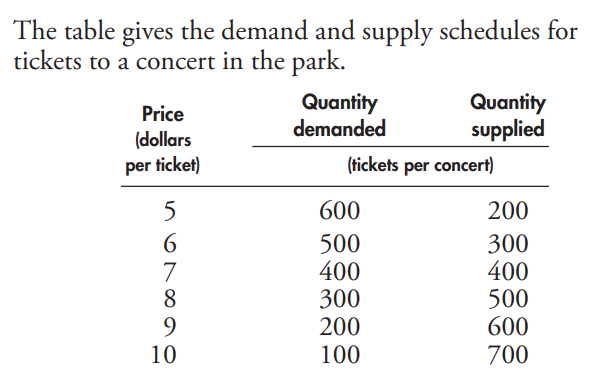 The table gives the demand and supply schedules for
tickets to a concert in the park.
Price
(dollars
per ticket)
Quantity
demanded
Quantity
supplied
(tickets per concert)
5 600 200
6 500 300
7 400 400
8 300 500
9 200 600
10 100 700